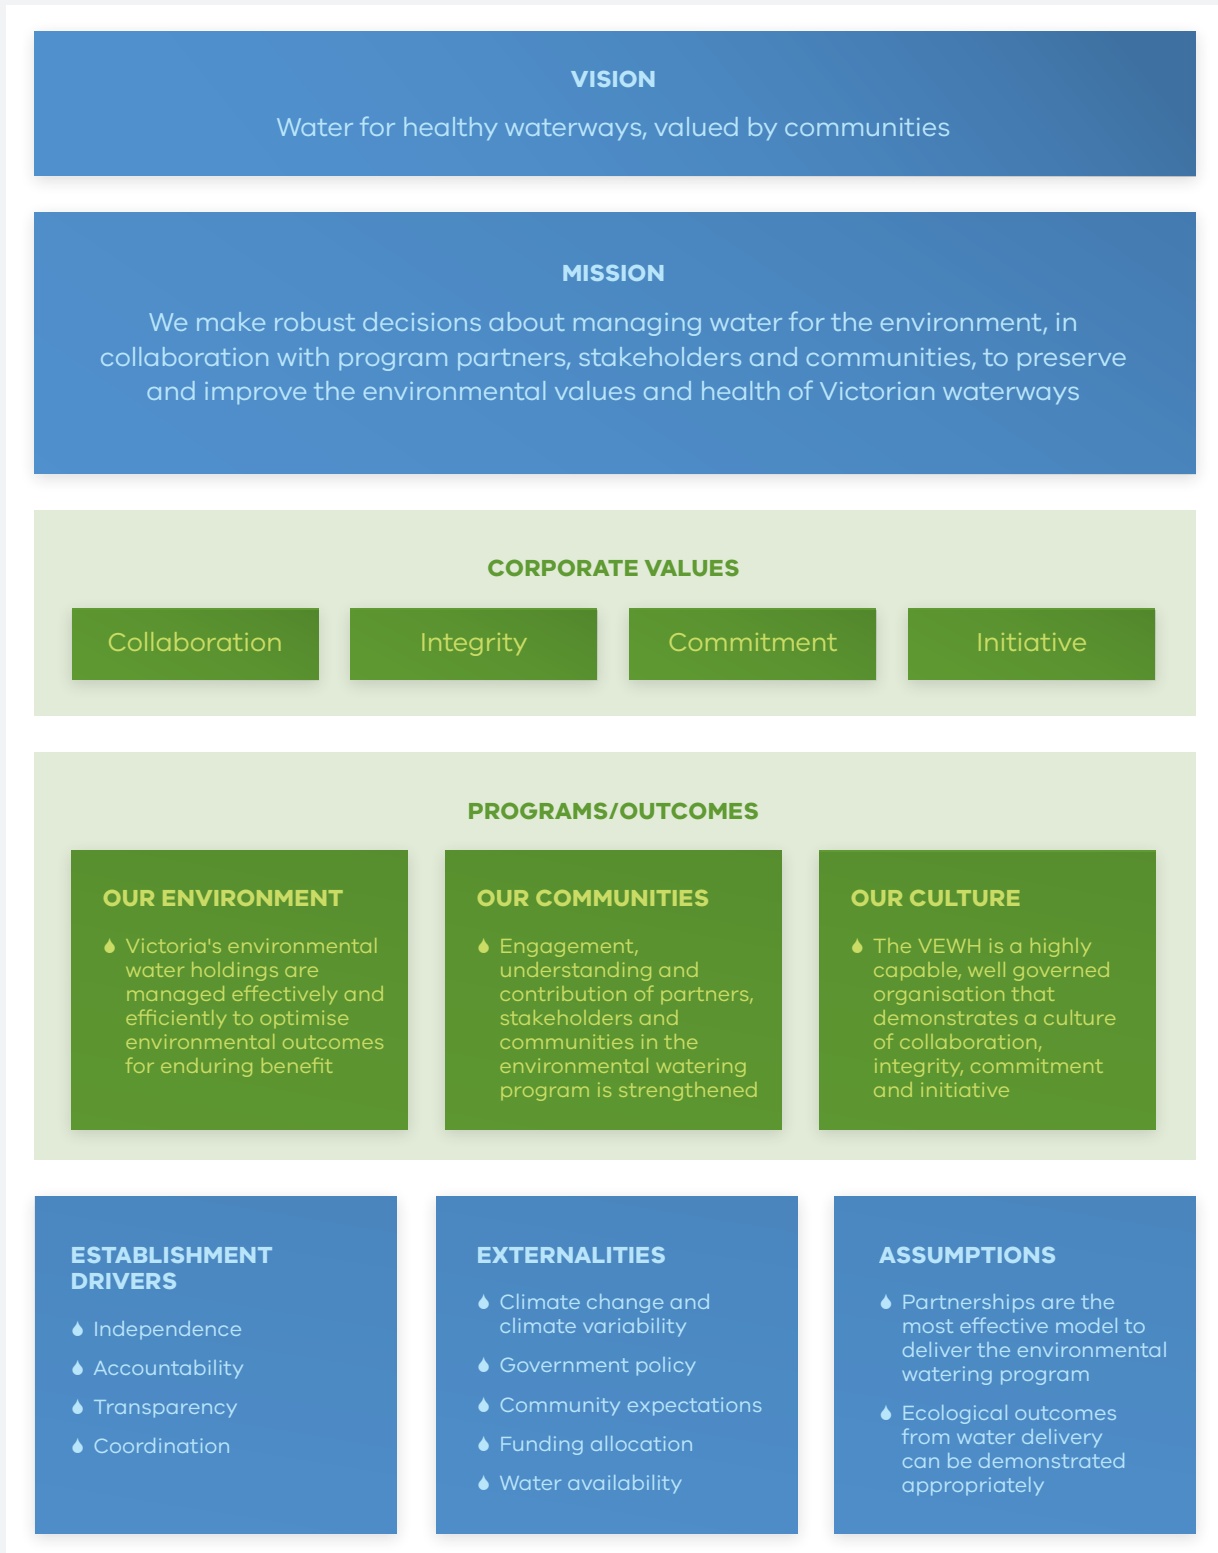 VISION
Water for healthy waterways, valued by communities
MISSION
We make robust decisions about managing water for the environment, in
collaboration with program partners, stakeholders and communities, to preserve
and improve the environmental values and health of Victorian waterways
CORPORATE VALUES
Collaboration
Integrity
Commitment
Initiative
PROGRAMS/OUTCOMES
OUR ENVIRONMENT
Victoria's environmental
water holdings are
managed effectively and
efficiently to optimise
environmental outcomes
for enduring benefit
OUR COMMUNITIES
Engagement,
understanding and
contribution of partners,
stakeholders and
communities in the
environmental watering
program is strengthened
OUR CULTURE
The VEWH is a highly
capable, well governed
organisation that
demonstrates a culture
of collaboration,
integrity, commitment
and initiative
ESTABLISHMENT
DRIVERS
Independence
Accountability
Transparency
Coordination
EXTERNALITIES
Climate change and
climate variability
Government policy
Community expectations
Funding allocation
Water availability
ASSUMPTIONS
Partnerships are the
most effective model to
deliver the environmental
watering program
Ecological outcomes
from water delivery
can be demonstrated
appropriately